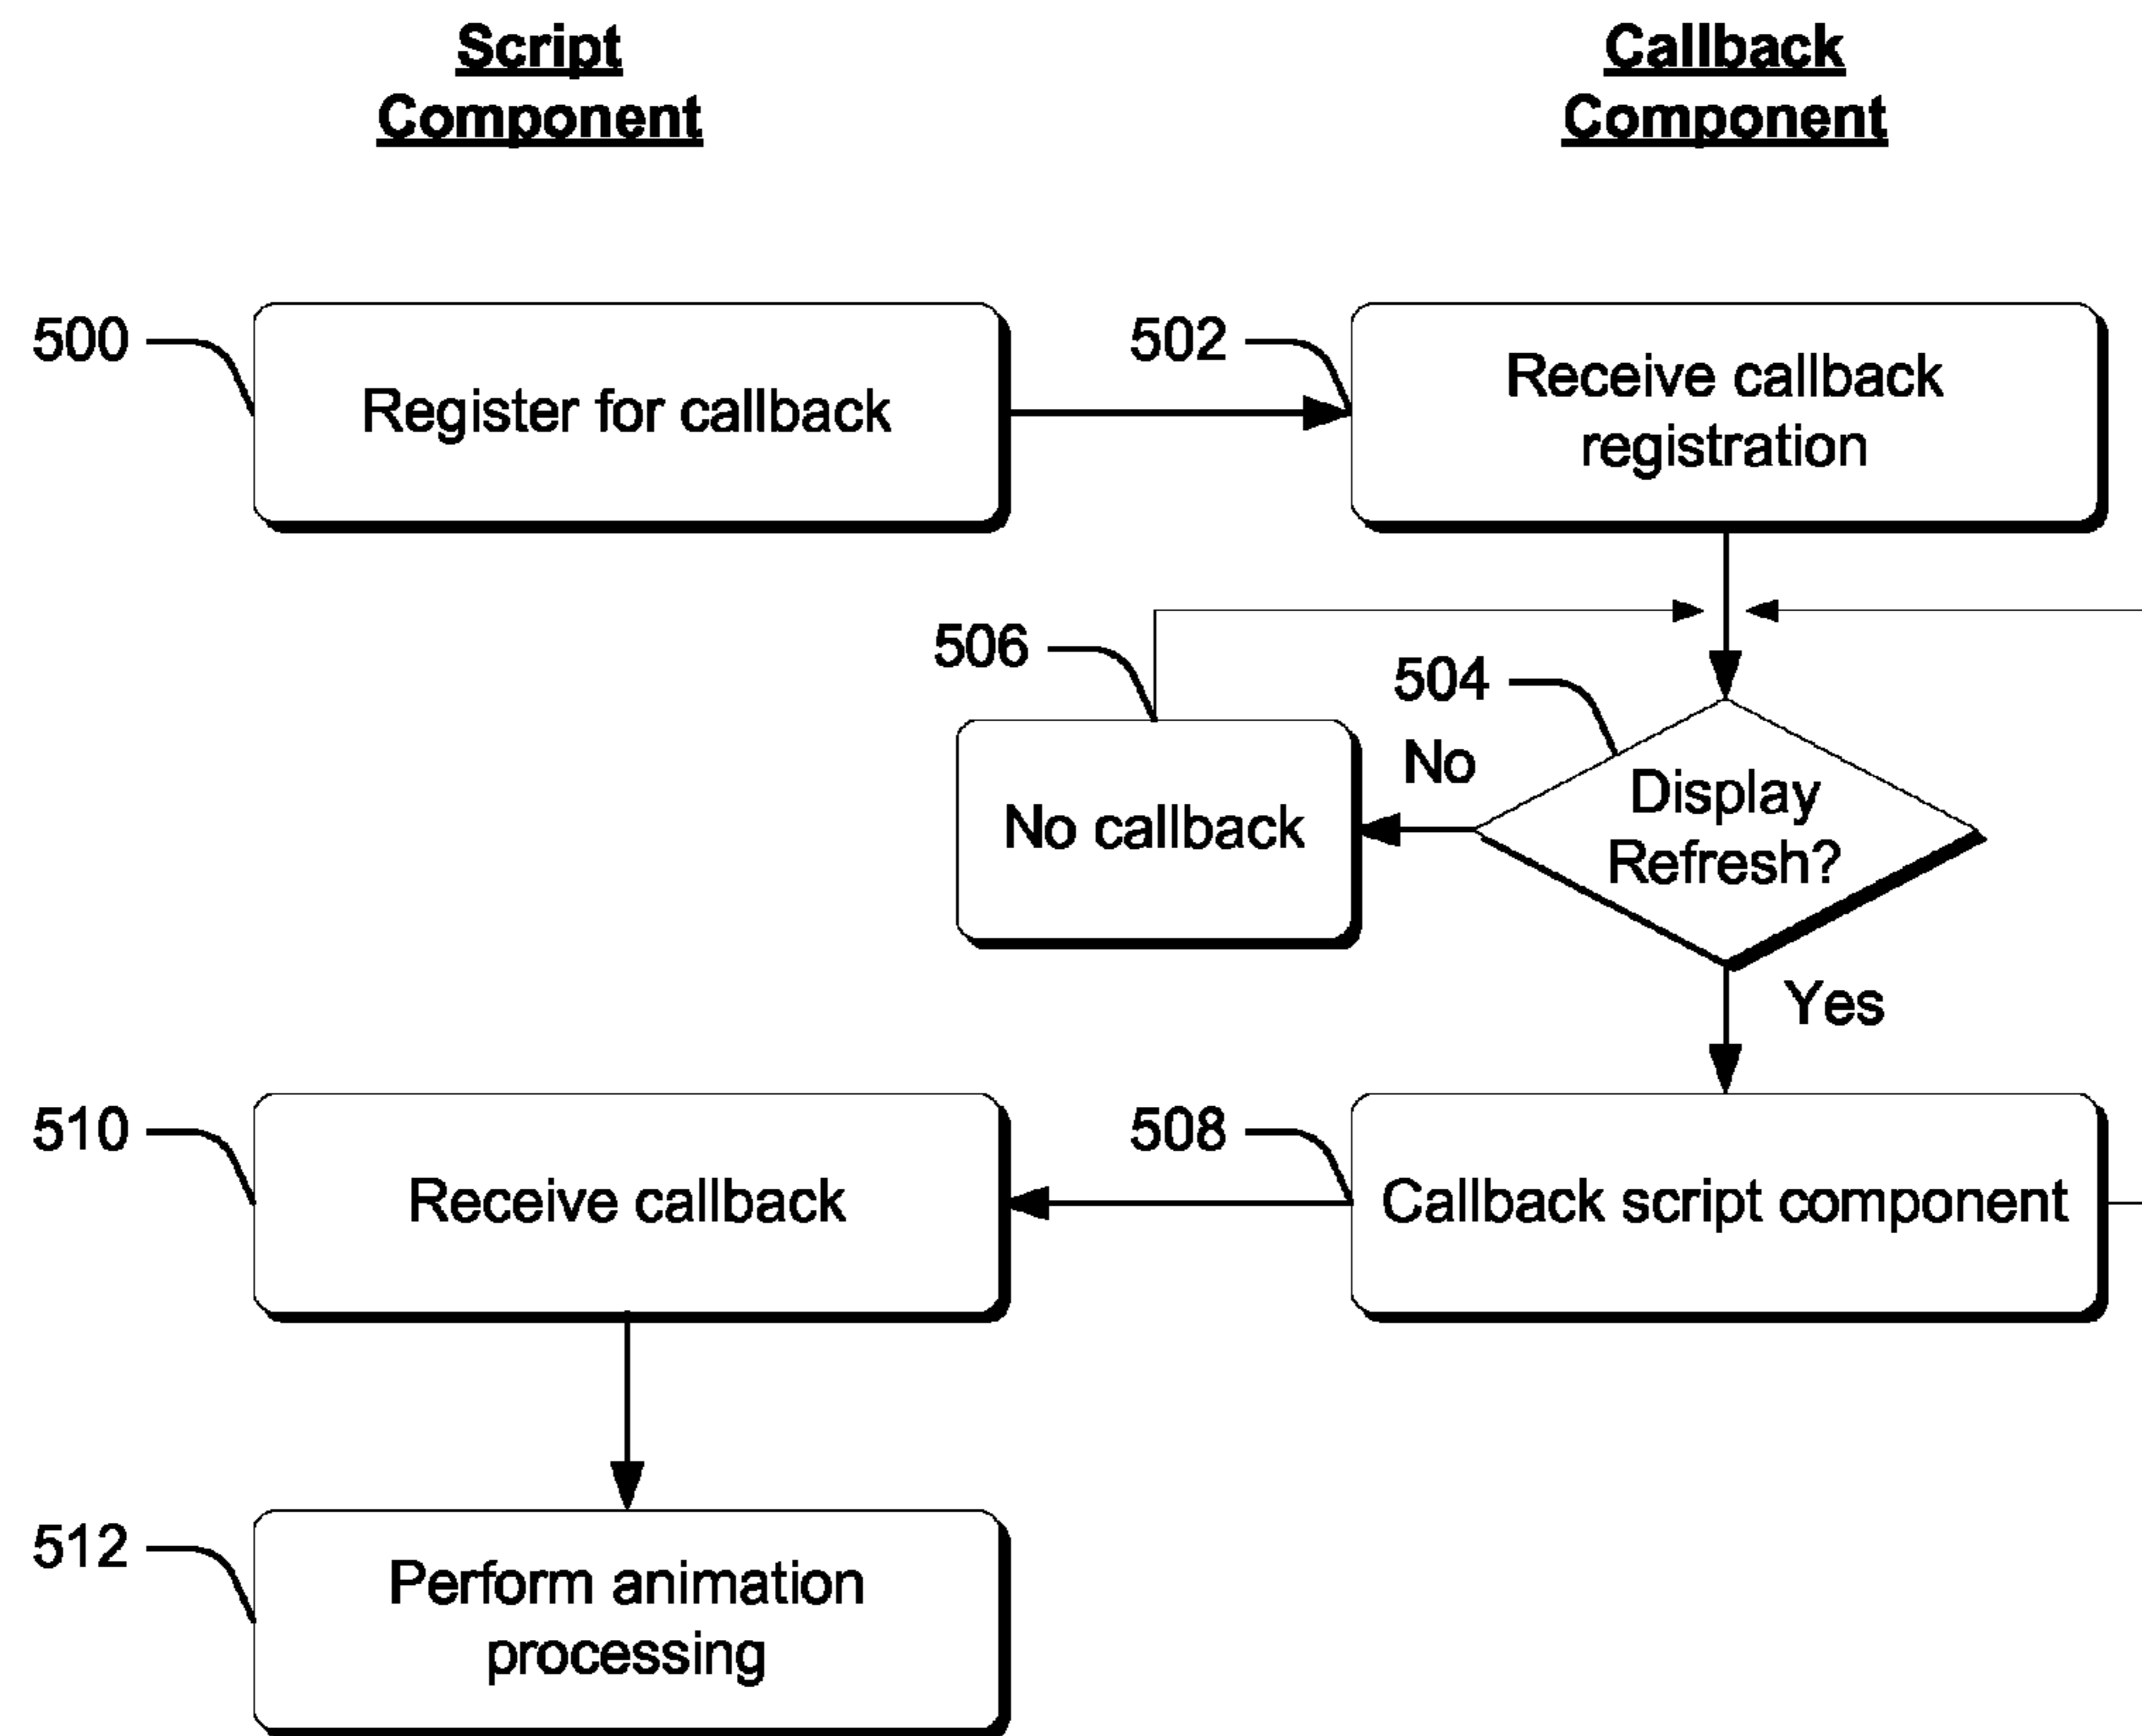 Script
Component
Callback
Component
500
Register for callback
502
Receive callback
registration
506
504
No
No callback
Display
Refresh?
Yes
510
Receive callback
508
Callback script component
512
Perform animation
processing